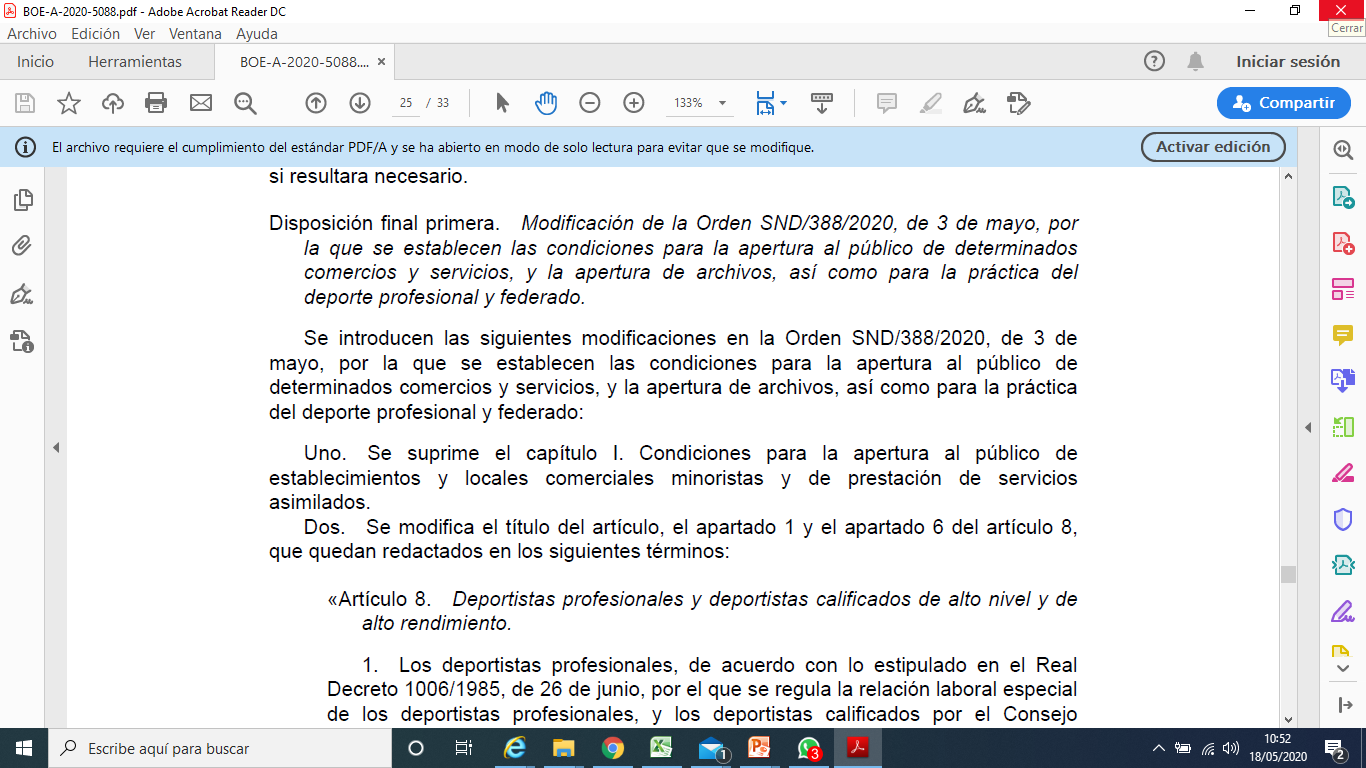 BOE-A-2020-5088.pdf - Adobe Acrobat Reader DC
Cerrar
Archivo Edición Ver Ventana Ayuda
Inicio Herramientas BOE-A-2020-5088.... × Iniciar sesión
25 / 33 133% Compartir
El archivo requiere el cumplimiento del estándar PDF/A y se ha abierto en modo de solo lectura para evitar que se modifique. Activar edición
si resultara necesario.
Disposición final primera. Modificación de la Orden SND/388/2020, de 3 de mayo, por
la que se establecen las condiciones para la apertura al público de determinados
comercios y servicios, y la apertura de archivos, así como para la práctica del
deporte profesional y federado.
Se introducen las siguientes modificaciones en la Orden SND/388/2020, de 3 de
mayo, por la que se establecen las condiciones para la apertura al público de
determinados comercios y servicios, y la apertura de archivos, así como para la práctica
del deporte profesional y federado:
Uno. Se suprime el capítulo I. Condiciones para la apertura al público de
establecimientos y locales comerciales minoristas y de prestación de servicios
asimilados.
Dos. Se modifica el título del artículo, el apartado 1 y el apartado 6 del artículo 8,
que quedan redactados en los siguientes términos:
«Artículo 8. Deportistas profesionales y deportistas calificados de alto nivel y de
alto rendimiento.
1. Los deportistas profesionales, de acuerdo con lo estipulado en el Real
Decreto 1006/1985, de 26 de junio, por el que se regula la relación laboral especial
de los deportistas profesionales, y los deportistas calificados por el Consejo
Escribe aquí para buscar
1
3
10:52
18/05/2020
2